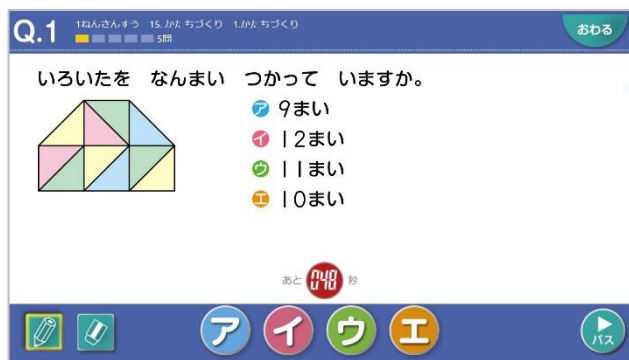 Q.1 1ねんさんすう 15.かたちづくり 1.かたちづくり
5問
おわる
いろいたを なんまい つかって いますか。
ア 9まい
イ 12まい
ウ 11まい
エ 10まい
あと 048 秒
ア イ ウ エ
パス